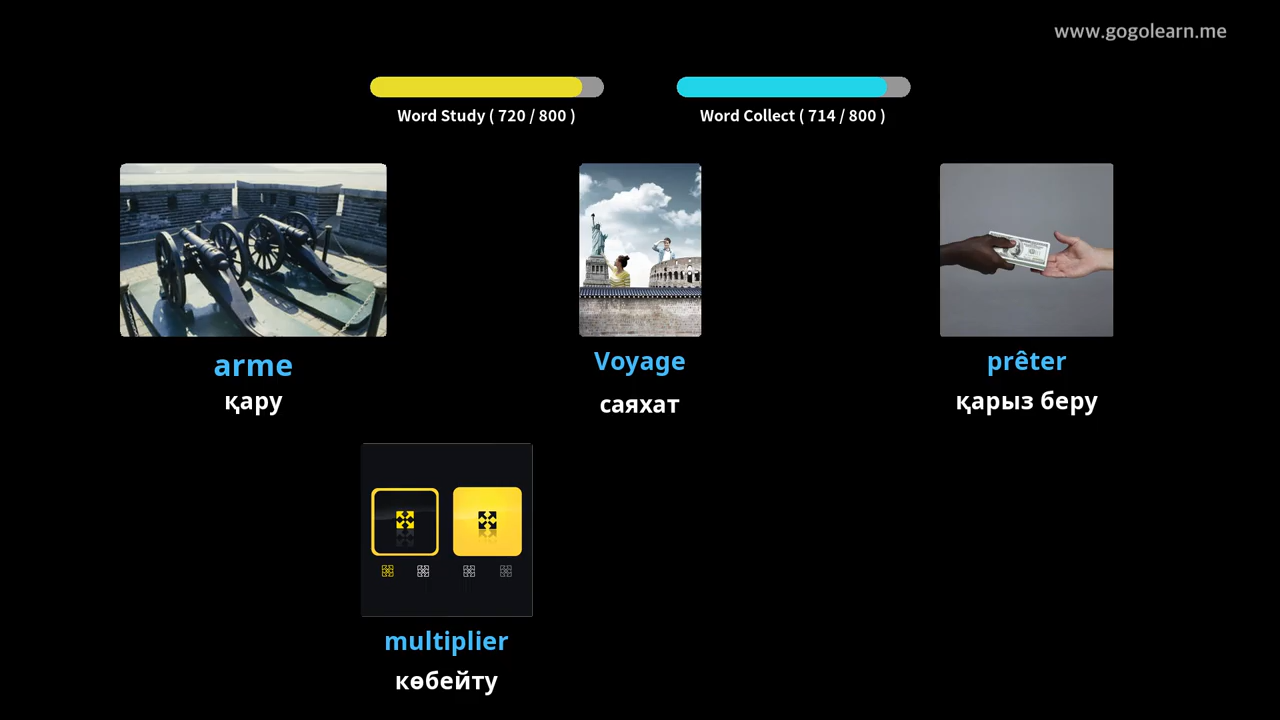 www.gogolearn.me
Word Study ( 720 / 800 )
Word Collect ( 714 / 800 )
arme
қару
Voyage
саяхат
prêter
қарыз беру
multiplier
көбейту